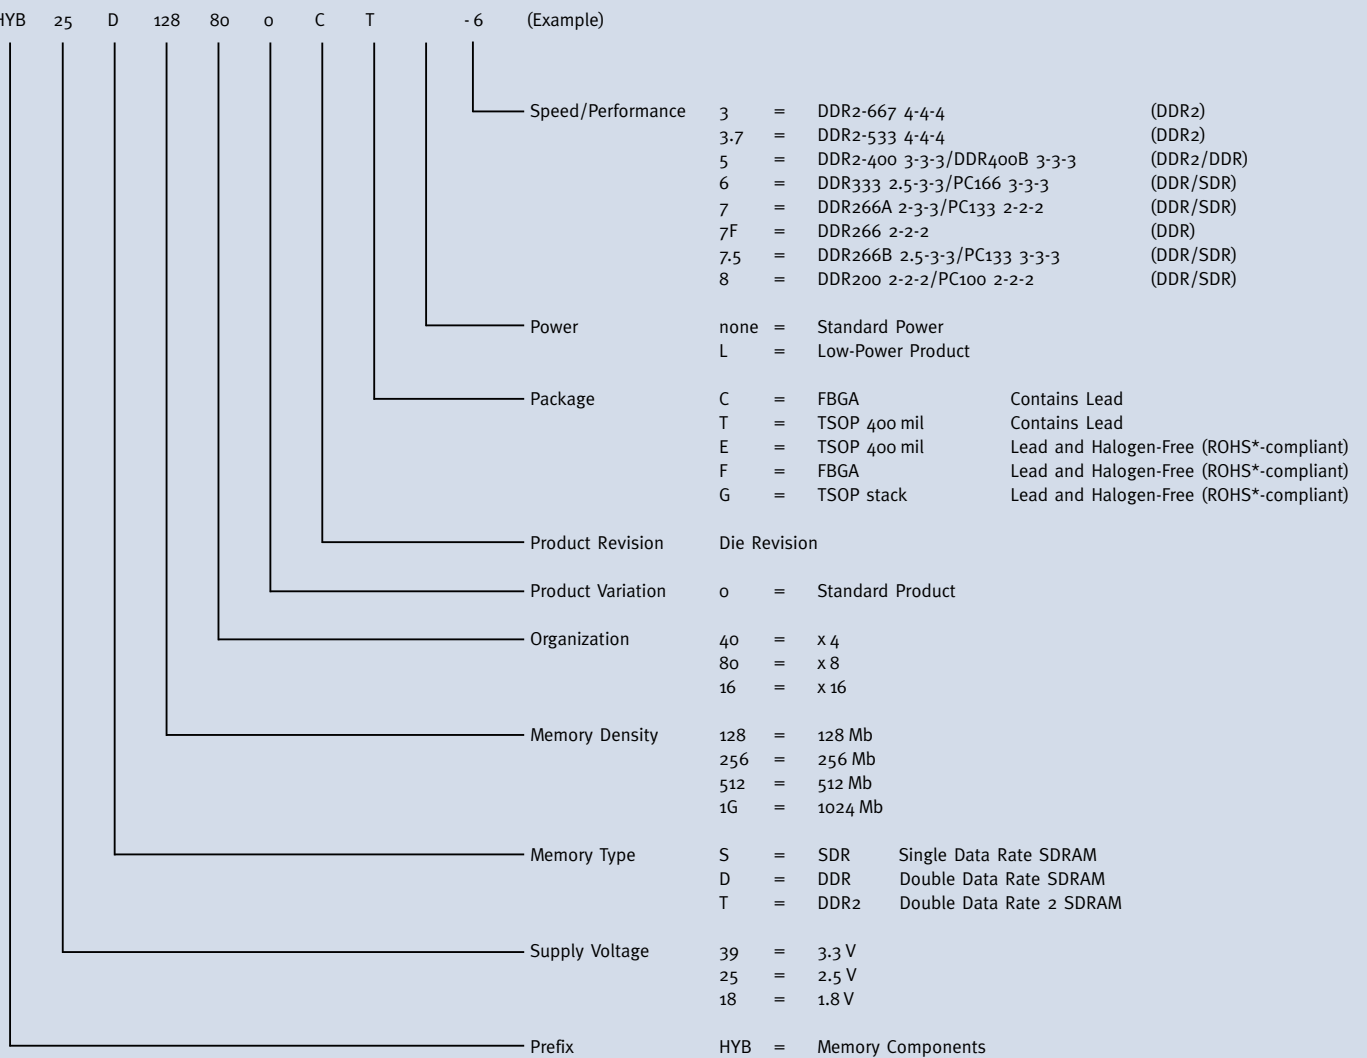 HYB 25 D 128 80 0 C T - 6 (Example)
Speed/Performance 3 = DDR2-667 4-4-4 (DDR2)
3.7 = DDR2-533 4-4-4 (DDR2)
5 = DDR2-400 3-3-3/DDR400B 3-3-3 (DDR2/DDR)
6 = DDR333 2.5-3-3/PC166 3-3-3 (DDR/SDR)
7 = DDR266A 2-3-3/PC133 2-2-2 (DDR/SDR)
7F = DDR266 2-2-2 (DDR)
7.5 = DDR266B 2.5-3-3/PC133 3-3-3 (DDR/SDR)
8 = DDR200 2-2-2/PC100 2-2-2 (DDR/SDR)
Power none = Standard Power
L = Low-Power Product
Package C = FBGA Contains Lead
T = TSOP 400 mil Contains Lead
E = TSOP 400 mil Lead and Halogen-Free (ROHS*-compliant)
F = FBGA Lead and Halogen-Free (ROHS*-compliant)
G = TSOP stack Lead and Halogen-Free (ROHS*-compliant)
Product Revision Die Revision
Product Variation 0 = Standard Product
Organization 40 = x 4
80 = x 8
16 = x 16
Memory Density 128 = 128 Mb
256 = 256 Mb
512 = 512 Mb
1G = 1024 Mb
Memory Type S = SDR Single Data Rate SDRAM
D = DDR Double Data Rate SDRAM
T = DDR2 Double Data Rate 2 SDRAM
Supply Voltage 39 = 3.3 V
25 = 2.5 V
18 = 1.8 V
Prefix HYB = Memory Components